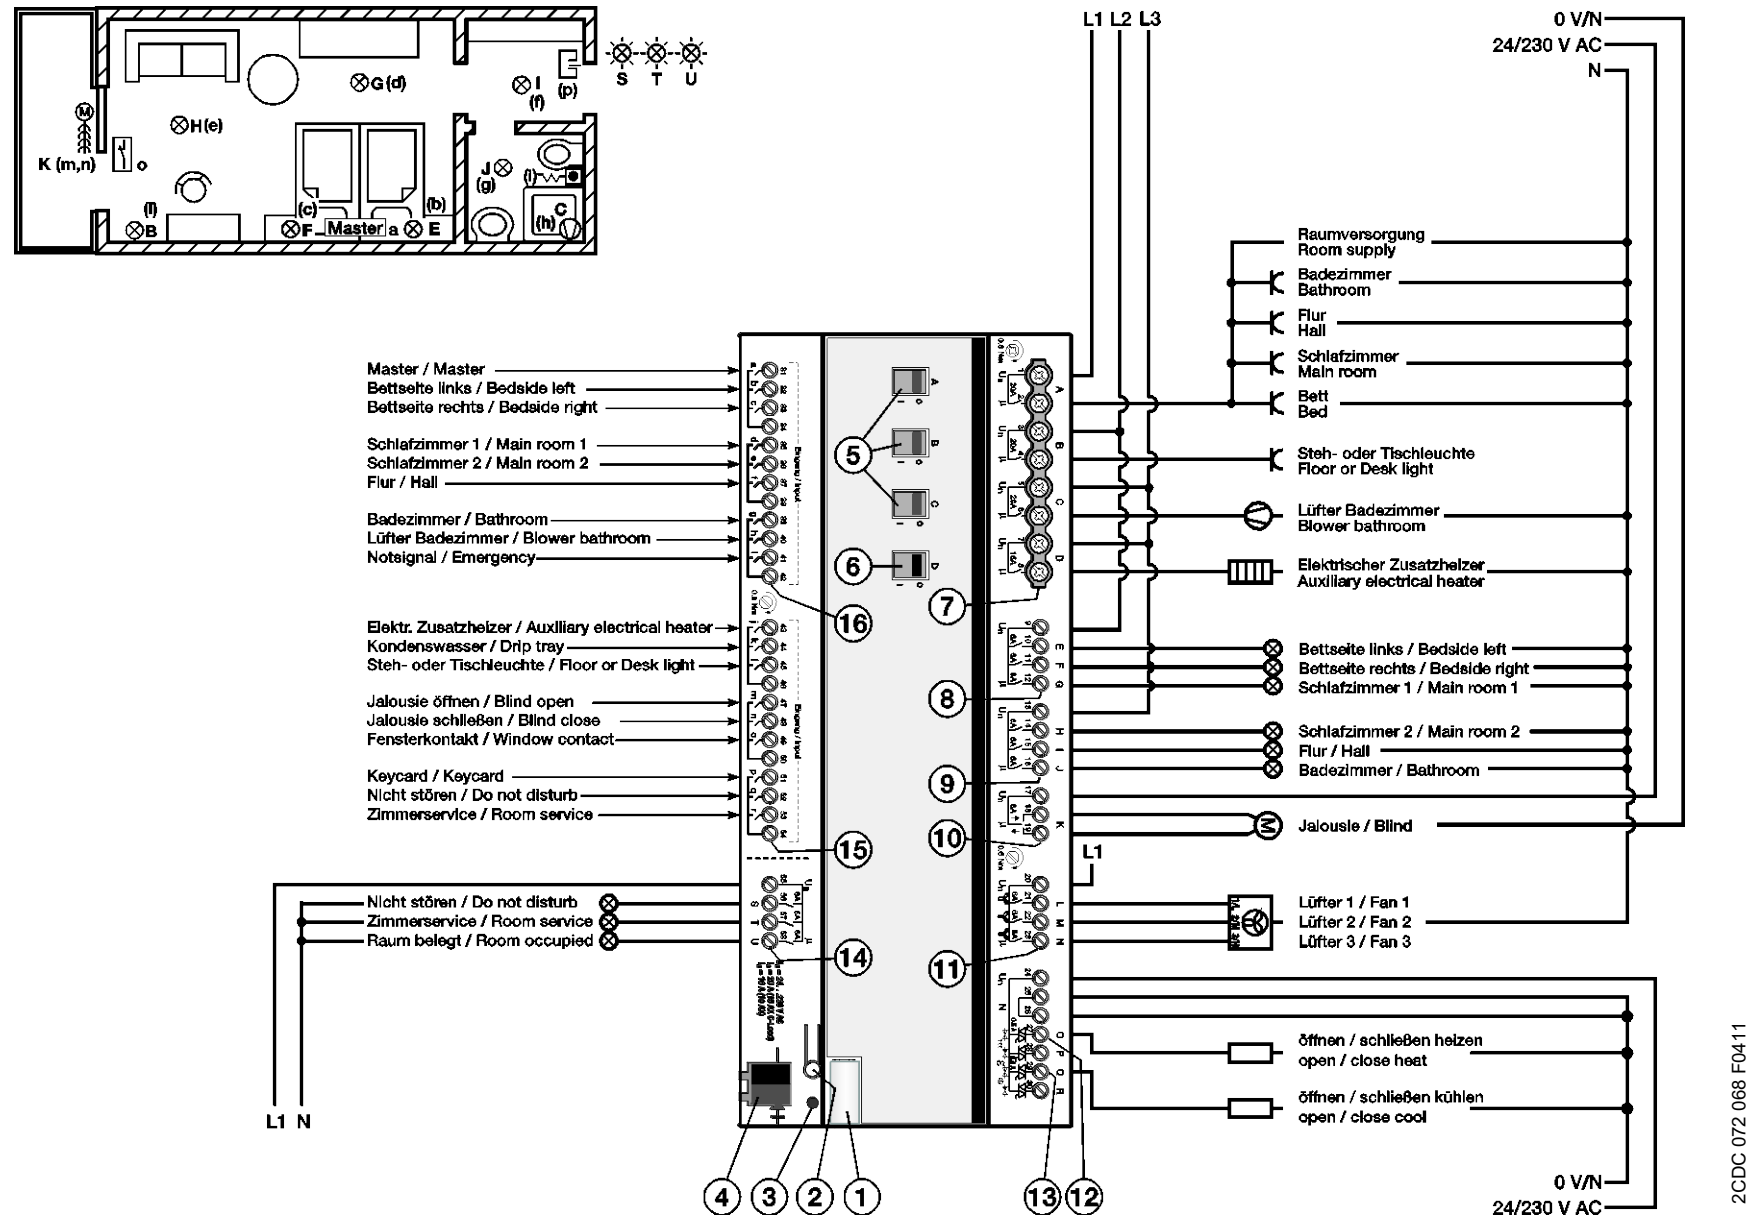 L1 L2 L3
0 V/N
24/230 V AC
N
S T U
G (d)
I
(f)
(p)
M
H (e)
K (m,n)
o
J
(g)
(i)
(l)
B
(c)
F
Master
a
(b)
E
C
(h)
Raumversorgung
Room supply
Badezimmer
Bathroom
Flur
Hall
Schlafzimmer
Main room
Bett
Bed
Steh- oder Tischleuchte
Floor or Desk light
Lüfter Badezimmer
Blower bathroom
Elektrischer Zusatzheizer
Auxiliary electrical heater
Bettseite links / Bedside left
Bettseite rechts / Bedside right
Schlafzimmer 1 / Main room 1
Schlafzimmer 2 / Main room 2
Flur / Hall
Badezimmer / Bathroom
M
Jalousie / Blind
L1
Lüfter 1 / Fan 1
Lüfter 2 / Fan 2
Lüfter 3 / Fan 3
öffnen / schließen heizen
open / close heat
öffnen / schließen kühlen
open / close cool
0 V/N
24/230 V AC
Master / Master
Bettseite links / Bedside left
Bettseite rechts / Bedside right
Schlafzimmer 1 / Main room 1
Schlafzimmer 2 / Main room 2
Flur / Hall
Badezimmer / Bathroom
Lüfter Badezimmer / Blower bathroom
Notsignal / Emergency
Elektr. Zusatzheizer / Auxiliary electrical heater
Kondenswasser / Drip tray
Steh- oder Tischleuchte / Floor or Desk light
Jalousie öffnen / Blind open
Jalousie schließen / Blind close
Fensterkontakt / Window contact
Keycard / Keycard
Nicht stören / Do not disturb
Zimmerservice / Room service
Nicht stören / Do not disturb
Zimmerservice / Room service
Raum belegt / Room occupied
L1 N
Eingang / Input
Eingang / Input
A
B
C
D
A
B
C
D
E
F
G
H
I
J
K
L
M
N
O
P
Q
R
S
T
U
5
6
7
8
9
10
11
16
15
14
4
3
2
1
13
12
2CDC 072 068 F0411